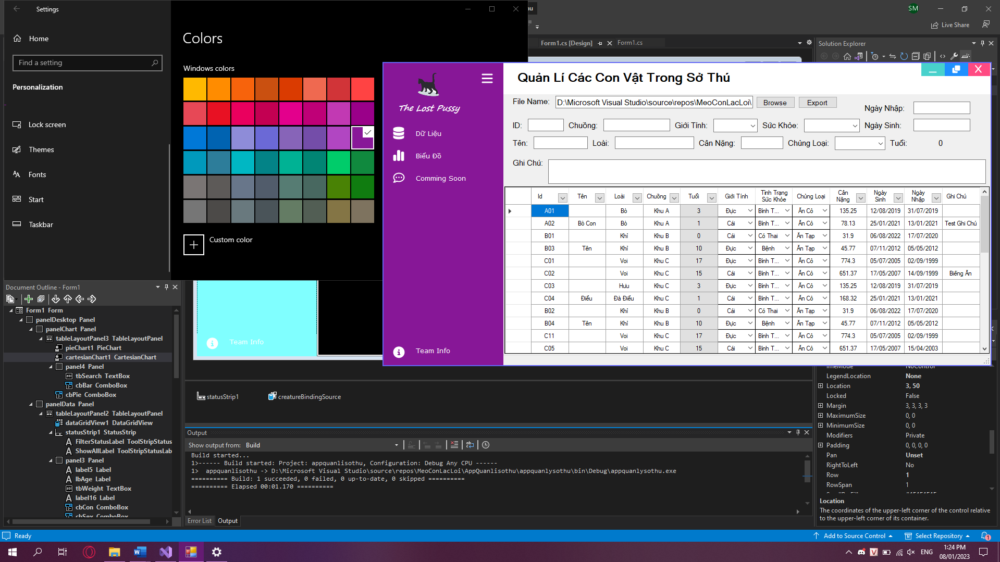 Settings
Home
Find a setting
Personalization
Lock screen
Themes
Fonts
Start
Taskbar
Colors
Windows colors
Custom color
SM
Live Share
Form1.cs [Design]
Form1.cs
Solution Explorer
The Lost Pussy
Dữ Liệu
Biểu Đồ
Comming Soon
Team Info
Quản Lí Các Con Vật Trong Sở Thú
File Name: D:\Microsoft Visual Studio\source\repos\MeoConLacLoi\ Browse Export
Ngày Nhập:
ID: Chuồng: Giới Tính: Sức Khỏe: Ngày Sinh:
Tên: Loài: Cân Nặng: Chủng Loại: Tuổi: 0
Ghi Chú:
Id Tên Loài Chuồng Tuổi Giới Tính Tình Trạng Sức Khỏe Chủng Loại Cân Nặng Ngày Sinh Ngày Nhập Ghi Chú
A01 Bò Khu A 3 Đực Bình T... Ăn Cỏ 135.25 12/08/2019 31/07/2019
A02 Bò Con Bò Khu A 1 Cái Bình T... Ăn Cỏ 78.13 25/01/2021 13/01/2021 Test Ghi Chú
B01 Khỉ Khu B 0 Cái Có Thai Ăn Tạp 31.9 06/08/2022 17/07/2020
B03 Tên Khỉ Khu B 10 Đực Bệnh Ăn Tạp 45.77 07/11/2012 05/05/2012
C01 Voi Khu C 17 Đực Bình T... Ăn Cỏ 774.3 05/07/2005 02/09/1999
C02 Voi Khu C 15 Cái Bình T... Ăn Cỏ 651.37 17/05/2007 14/09/1999 Biếng Ăn
C03 Hươu Khu C 3 Đực Bình T... Ăn Cỏ 135.25 12/08/2019 31/07/2019
C04 Điểu Đà Điểu Khu C 1 Cái Bình T... Ăn Cỏ 168.32 25/01/2021 13/01/2021
B02 Khỉ Khu B 0 Cái Có Thai Ăn Tạp 31.9 06/08/2022 17/07/2020
B04 Tên Khỉ Khu B 10 Đực Bệnh Ăn Tạp 45.77 07/11/2012 05/05/2012
C11 Voi Khu C 17 Đực Bình T... Ăn Cỏ 774.3 05/07/2005 02/09/1999
C05 Voi Khu C 15 Cái Bình T... Ăn Cỏ 651.37 17/05/2007 15/04/2003
Document Outline - Form1
Form1 Form
panelDesktop Panel
panelChart Panel
tableLayoutPanel3 TableLayoutPanel
pieChart1 PieChart
cartesianChart1 CartesianChart
panel4 Panel
tbSearch TextBox
cbBar ComboBox
cbPie ComboBox
panelData Panel
tableLayoutPanel2 TableLayoutPanel
dataGridView1 DataGridView
statusStrip1 StatusStrip
FilterStatusLabel ToolStripStatus
ShowAllLabel ToolStripStatusLab
panel3 Panel
label5 Label
lbAge Label
tbWeight TextBox
label16 Label
cbCon ComboBox
cbSex ComboBox
Team Info
statusStrip1
creatureBindingSource
Output
Show output from: Build
Build started...
1>------ Build started: Project: appquanlisothu, Configuration: Debug Any CPU ------
1>  appquanlisothu -> D:\Microsoft Visual Studio\source\repos\MeoConLacLoi\AppQuanlisothu\appquanlysothu\bin\Debug\appquanlysothu.exe
========== Build: 1 succeeded, 0 failed, 0 up-to-date, 0 skipped ==========
========== Elapsed 00:01.170 ==========
Error List
Output
ImeMode NoControl
LegendLocation None
Location 3, 50
Locked False
Margin 3, 3, 3, 3
MaximumSize 0, 0
MinimumSize 0, 0
Modifiers Private
Padding 0, 0, 0, 0
Pan Unset
RightToLeft No
Row 1
RowSpan 1
Location
The coordinates of the upper-left corner of the control relative
to the upper-left corner of its container.
Ready
Add to Source Control
Select Repository
1
ENG
1:24 PM
08/01/2023